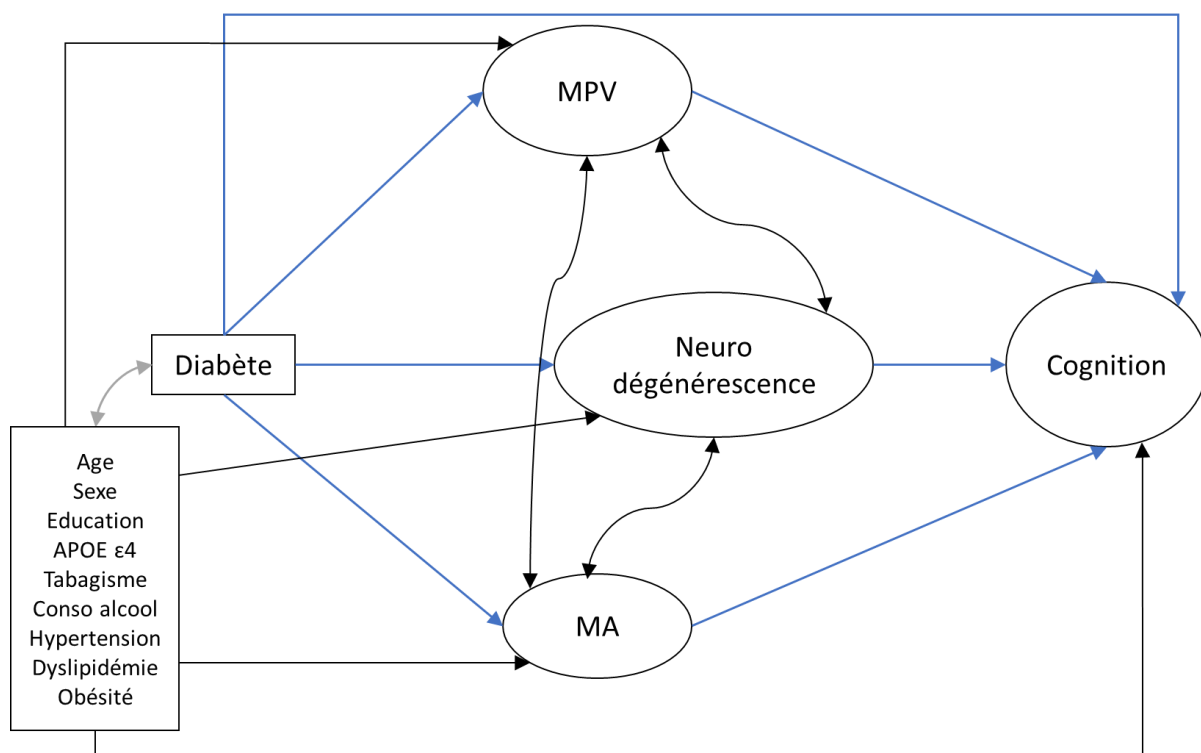 MPV
Neuro
dégénérescence
Cognition
Diabète
Age
Sexe
Education
APOE ε4
Tabagisme
Conso alcool
Hypertension
Dyslipidémie
Obésité
MA